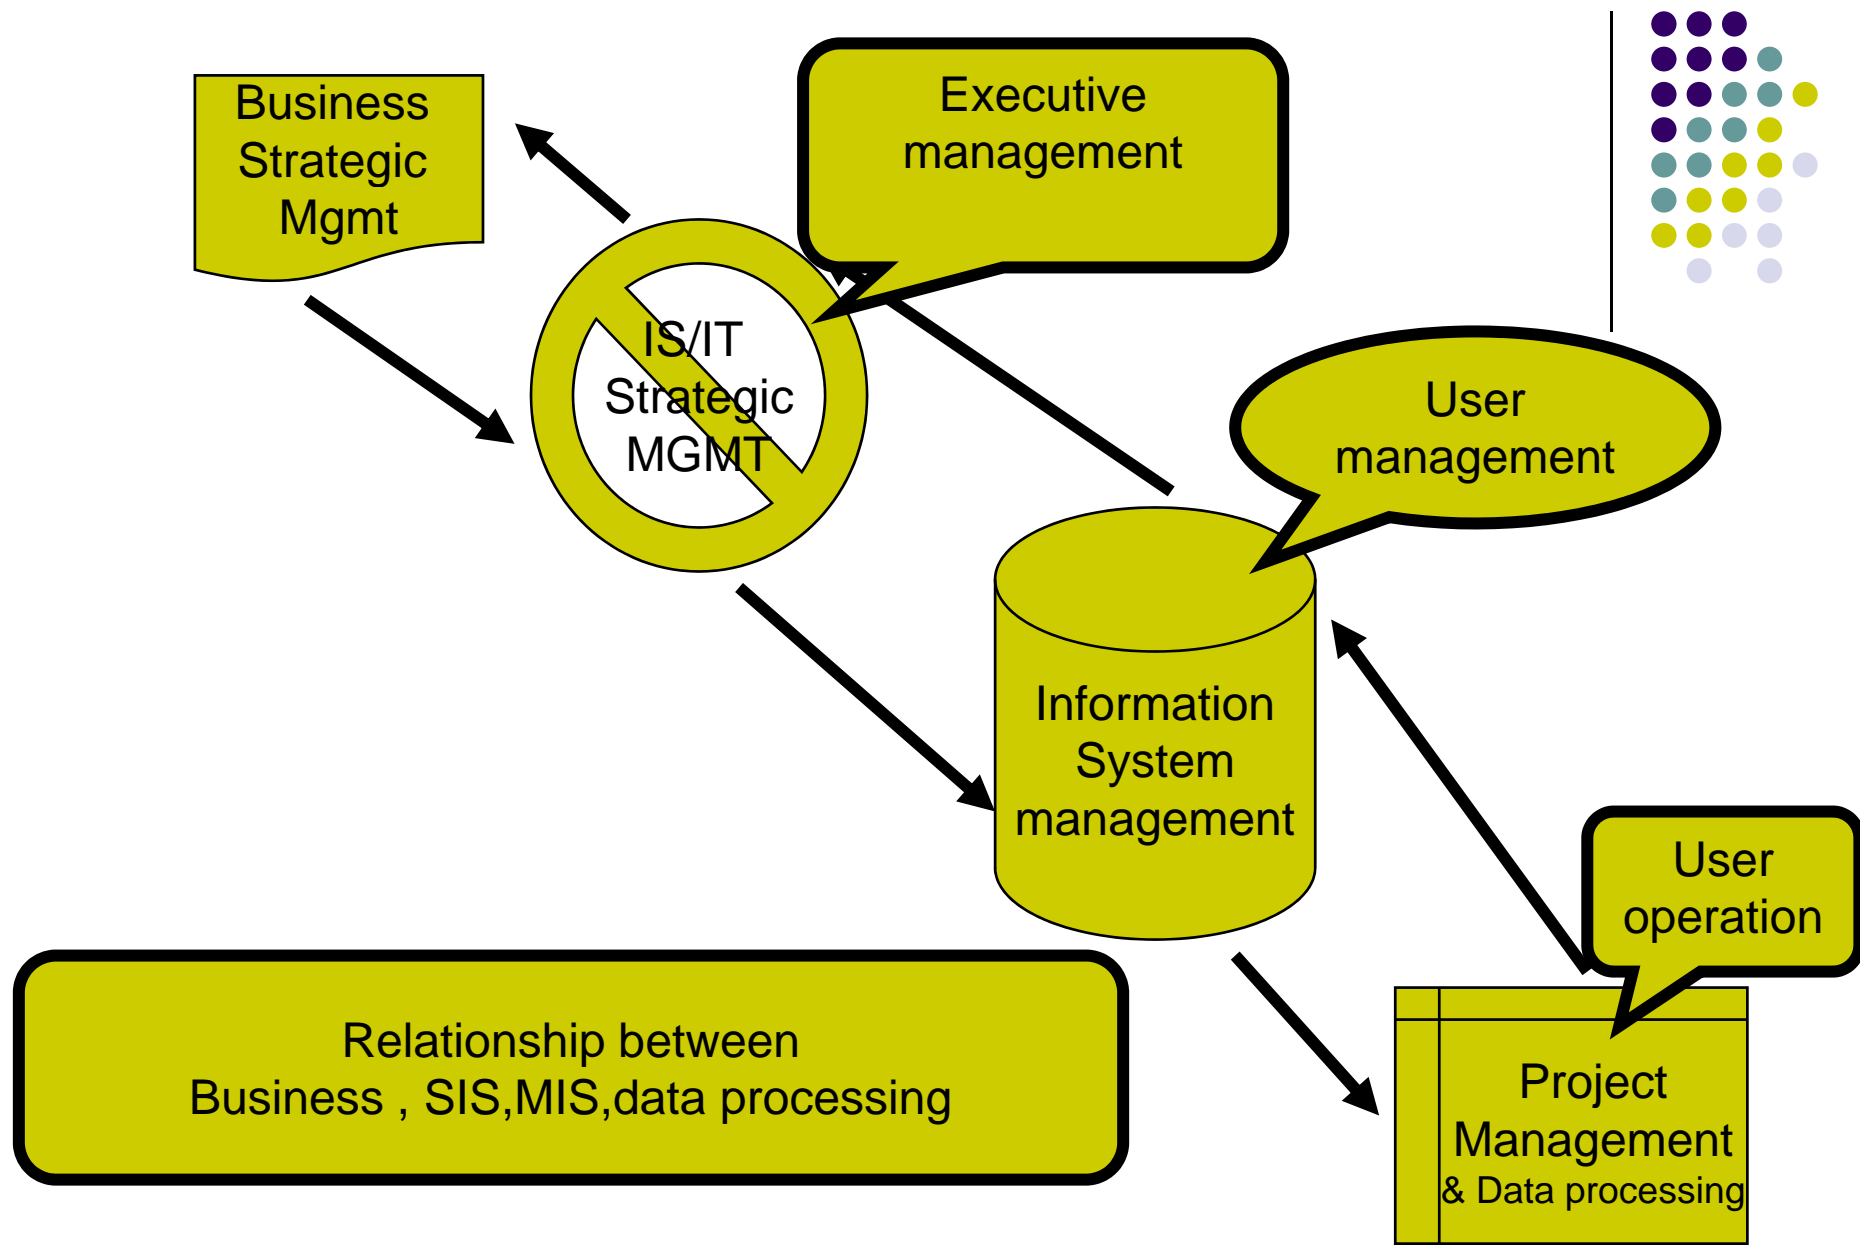 Business
Strategic
Mgmt
Executive
management
IS/IT
Strategic
MGMT
User
management
Information
System
management
User
operation
Relationship between
Business , SIS,MIS,data processing
Project
Management
& Data processing